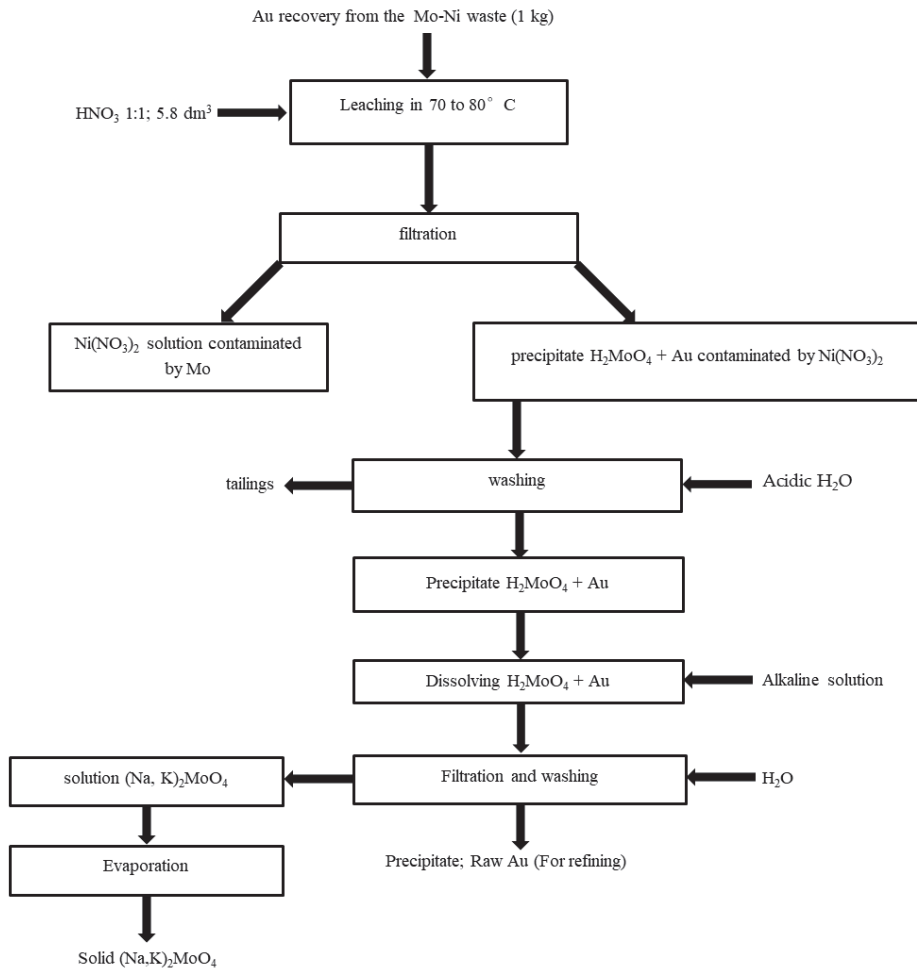 Au recovery from the Mo-Ni waste (1 kg)
HNO₃ 1:1; 5.8 dm³
Leaching in 70 to 80° C
filtration
Ni(NO₃)₂ solution contaminated
by Mo
precipitate H₂MoO₄ + Au contaminated by Ni(NO₃)₂
tailings
washing
Acidic H₂O
Precipitate H₂MoO₄ + Au
Dissolving H₂MoO₄ + Au
Alkaline solution
solution (Na, K)₂MoO₄
Filtration and washing
H₂O
Evaporation
Precipitate; Raw Au (For refining)
Solid (Na,K)₂MoO₄